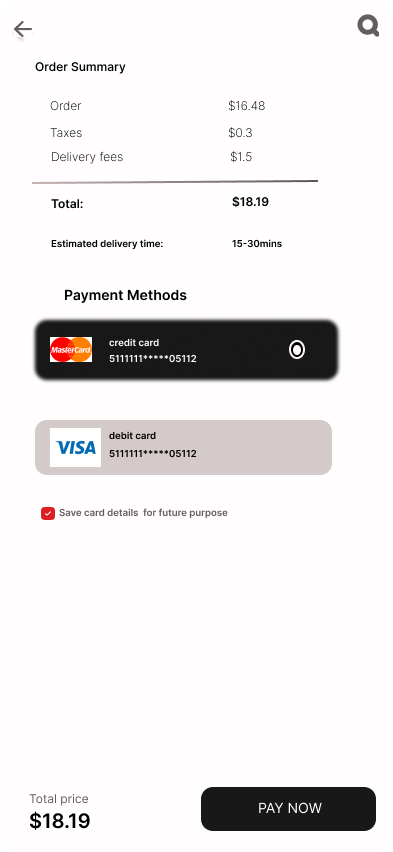 Order Summary
Order $16.48
Taxes $0.3
Delivery fees $1.5
Total: $18.19
Estimated delivery time: 15-30mins
Payment Methods
MasterCard
credit card
5111111*****05112
VISA
debit card
5111111*****05112
Save card details for future purpose
Total price
$18.19
PAY NOW